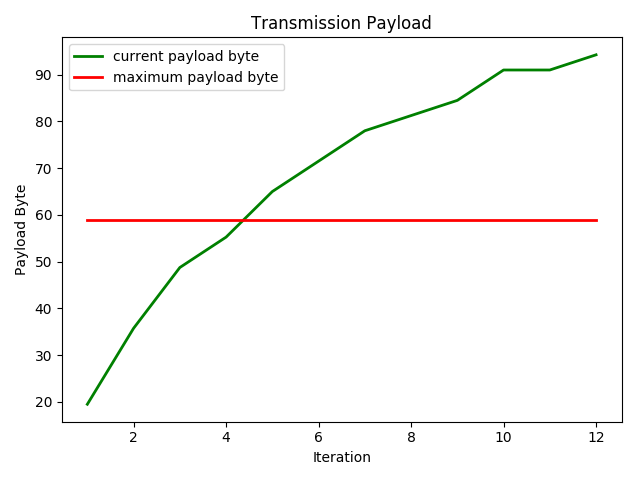 Transmission Payload
current payload byte
maximum payload byte
Payload Byte
90
80
70
60
50
40
30
20
2 4 6 8 10 12
Iteration